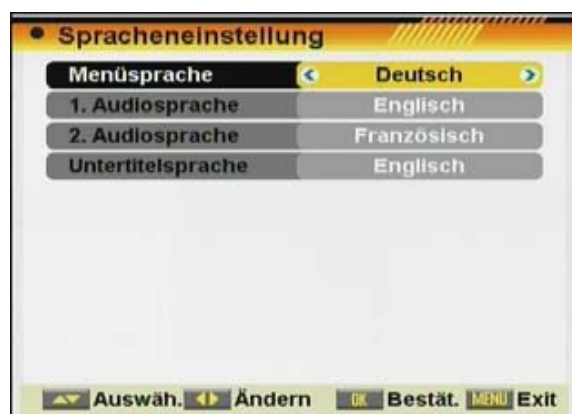 Spracheneinstellung
Menüsprache Deutsch
1. Audiosprache Englisch
2. Audiosprache Französisch
Untertitelsprache Englisch
Auswäh. Ändern OK Bestät. MENU Exit